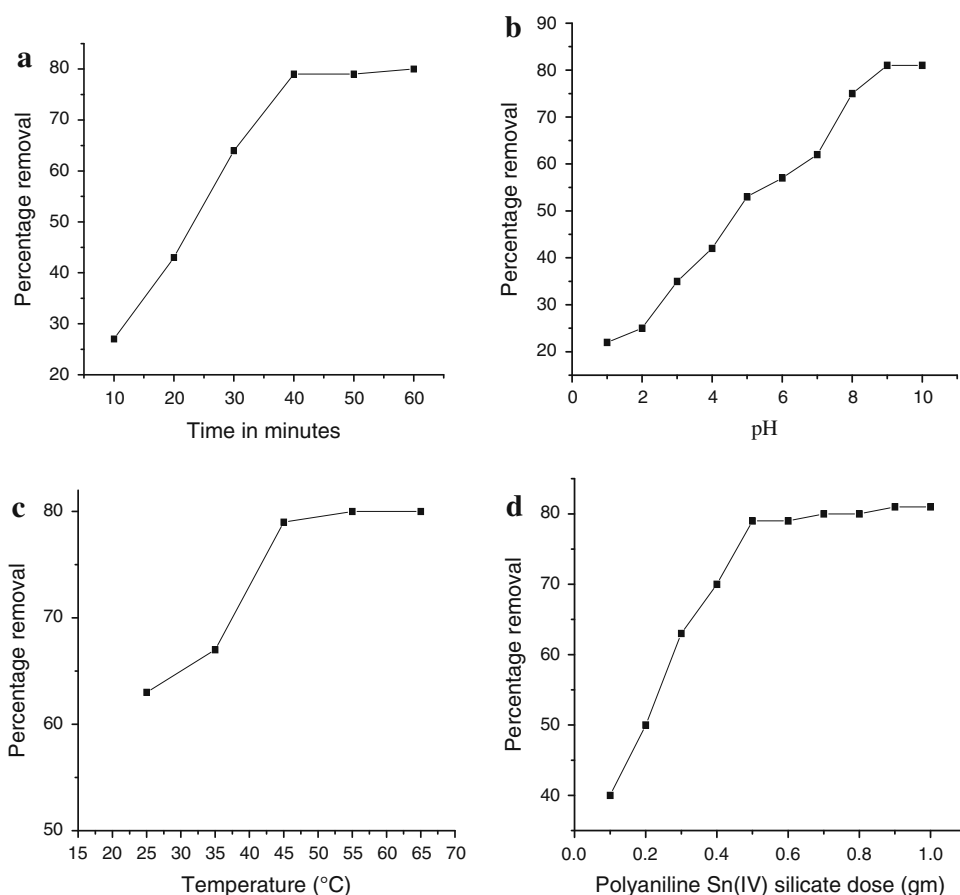 a
80
70
60
50
40
30
20
Percentage removal
10 20 30 40 50 60
Time in minutes
b
90
80
70
60
50
40
30
20
Percentage removal
0 2 4 6 8 10
pH
c
80
70
60
50
Percentage removal
15 20 25 30 35 40 45 50 55 60 65 70
Temperature (°C)
d
80
70
60
50
40
Percentage removal
0.0 0.2 0.4 0.6 0.8 1.0
Polyaniline Sn(IV) silicate dose (gm)